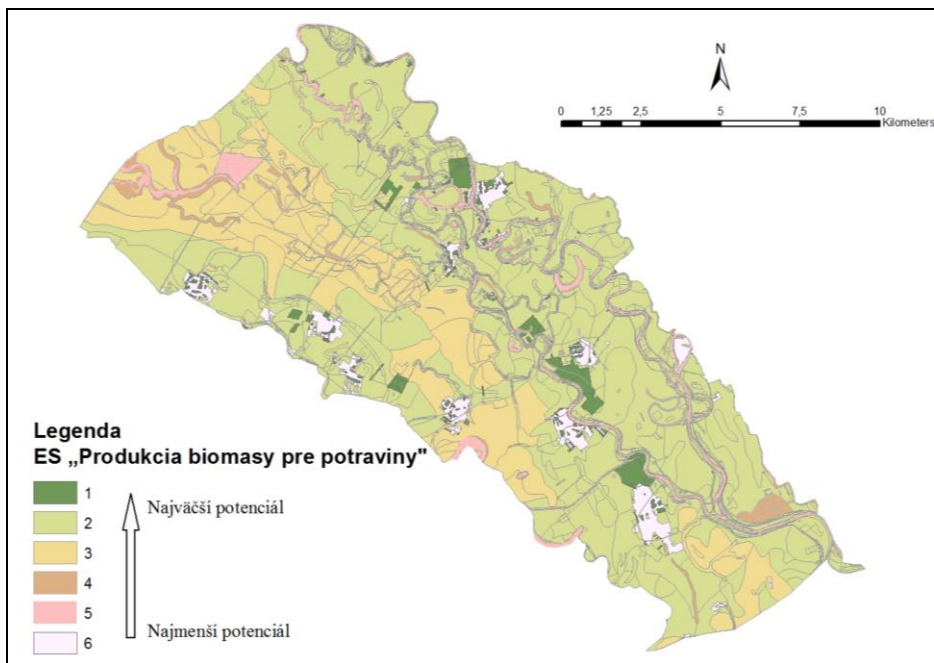 N
0 1,25 2,5 5 7,5 10
Kilometers
Legenda
ES „Produkcia biomasy pre potraviny"
1
2
3
4
5
6
Najväčší potenciál
Najmenší potenciál